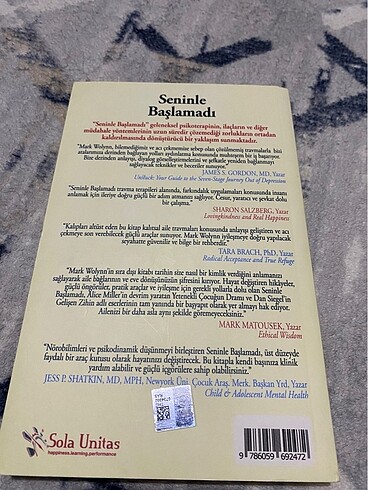 Seninle
Başlamadı
"Seninle Başlamadı" geleneksel psikoterapinin, ilaçların ve diğer
müdahale yöntemlerinin uzun süredir çözemediği zorlukların ortadan
kaldırılmasında dönüştürücü bir yaklaşım sunmaktadır.
"Mark Wolynn, bilemediğimiz ve acı çekmemize sebep olan çözülmemiş travmalarla bizi
atalarımıza derinden bağlayan yolları aydınlatma konusunda muhteşem bir iş başarıyor.
Bize derinden anlayışı, diyalog güncelleştirmelerini ve şefkatle yeniden bağlanmayı
sağlayacak teknikler ve beceriler sunuyor."
JAMES S. GORDON, MD, Yazar
Unstuck: Your Guide to the Seven-Stage Journey Out of Depression
"Seninle Başlamadı travma terapileri alanında, farkındalık uygulamaları konusunda insanı
anlamak için ileriye doğru güçlü bir adım atmamızı sağlıyor. Cesur, yaratıcı ve şevkat dolu
bir çalışma."
SHARON SALZBERG, Yazar
Lovingkindness and Real Happiness
"Kalıpları altüst eden bu kitap kalıtsal aile travmaları konusunda anlayışı geliştiren ve acı
çekmeye son verebilecek güçlü araçlar sunuyor. Mark Wolynn iyileşmeye doğru yapılacak
seyahatte güvenilir ve bilge bir rehberdir."
TARA BRACH, PhD, Yazar
Radical Acceptance and True Refuge
"Mark Wolynn'in sıra dışı kitabı tarihin size nasıl bir kimlik verdiğini anlamanızı
sağlayarak aile bağlarının ve eve dönüşünüzün şifresini kırıyor. Hayat değiştiren hikâyeler,
güçlü öngörüler, pratik araçlar ve iyileşme için gerekli yollarla dolu olan Seninle
Başlamadı, Alice Miller'in devrim yaratan Yetenekli Çocuğun Dramı ve Dan Siegel'in
Gelişen Zihin adlı eserlerinin tam yanında bir başyapıt olarak yer almayı hak ediyor.
Ailenizi bir daha asla aynı şekilde göremeyeceksiniz."
MARK MATOUSEK, Yazar
Ethical Wisdom
"Nörobilimleri ve psikodinamik düşünmeyi birleştiren Seninle Başlamadı, üst düzeyde
faydalı bir araç kutusu olarak hayatınızı değiştirecek. Bu kitapla kendi başınıza klinik
yardım alabilir ve güçlü içgörülere sahip olabilirsiniz."
JESS P. SHATKIN, MD, MPH, Newyork Üni. Çocuk Araş. Merk. Başkan Yrd, Yazar
Child & Adolescent Mental Health
Sola Unitas
happiness.learning.performance
9 786059 692472